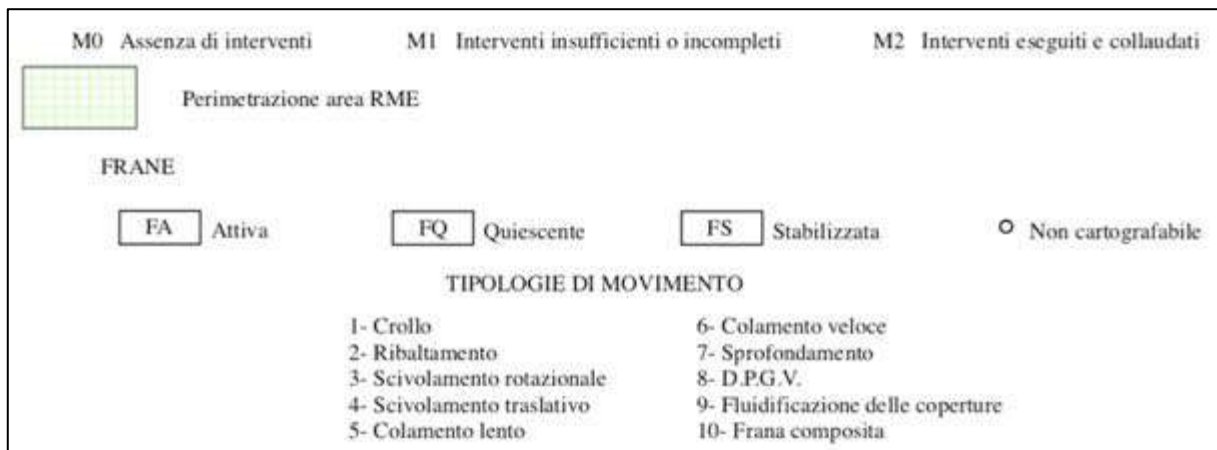 M0 Assenza di interventi M1 Interventi insufficienti o incompleti M2 Interventi eseguiti e collaudati
Perimetrazione area RME
FRANE
FA Attiva FQ Quiescente FS Stabilizzata Non cartografabile
TIPOLOGIE DI MOVIMENTO
1- Crollo
2- Ribaltamento
3- Scivolamento rotazionale
4- Scivolamento traslativo
5- Colamento lento
6- Colamento veloce
7- Sprofondamento
8- D.P.G.V.
9- Fluidificazione delle coperture
10- Frana composita